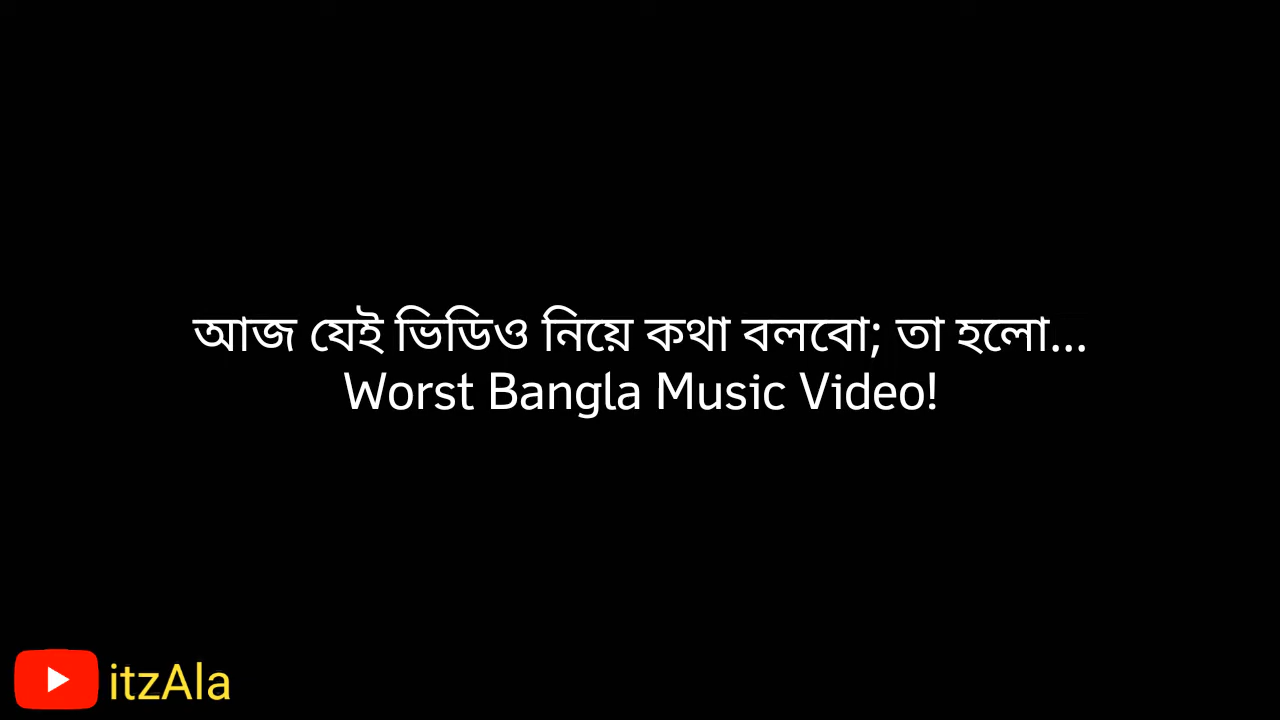 আজ যেই ভিডিও নিয়ে কথা বলবো; তা হলো...
Worst Bangla Music Video!
itzAla